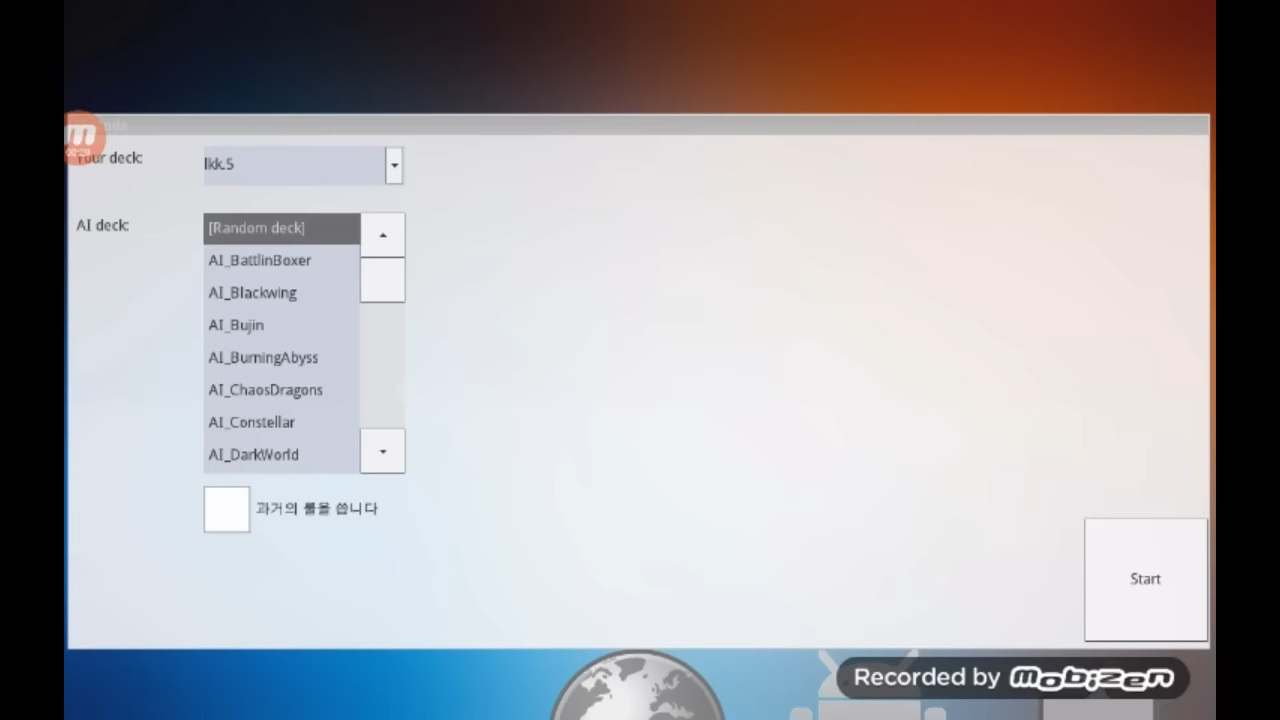 Your deck:
lkk.5
AI deck:
[Random deck]
AI_BattlinBoxer
AI_Blackwing
AI_Bujin
AI_BurningAbyss
AI_ChaosDragons
AI_Constellar
AI_DarkWorld
과거의 룰을 씁니다
Start
Recorded by mobizen